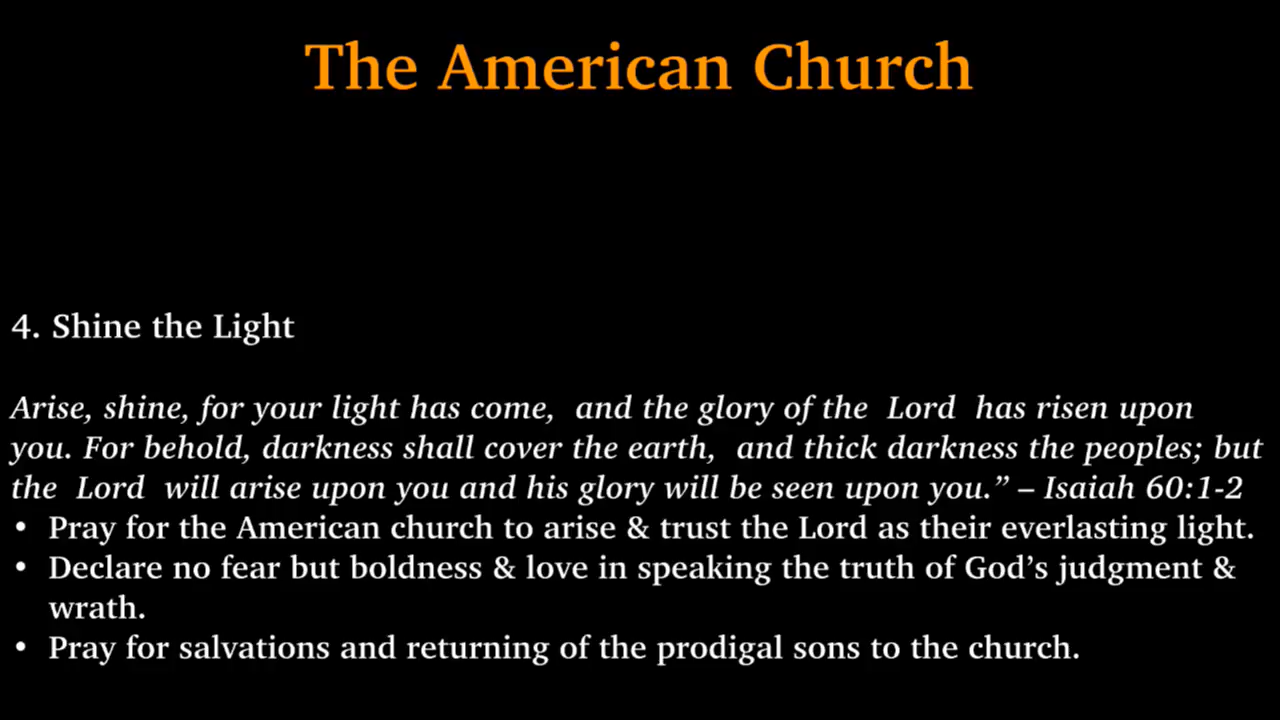 The American Church
4. Shine the Light
Arise, shine, for your light has come,  and the glory of the  Lord  has risen upon
you. For behold, darkness shall cover the earth,  and thick darkness the peoples; but
the  Lord  will arise upon you and his glory will be seen upon you.” – Isaiah 60:1-2
• Pray for the American church to arise & trust the Lord as their everlasting light.
• Declare no fear but boldness & love in speaking the truth of God’s judgment &
wrath.
• Pray for salvations and returning of the prodigal sons to the church.